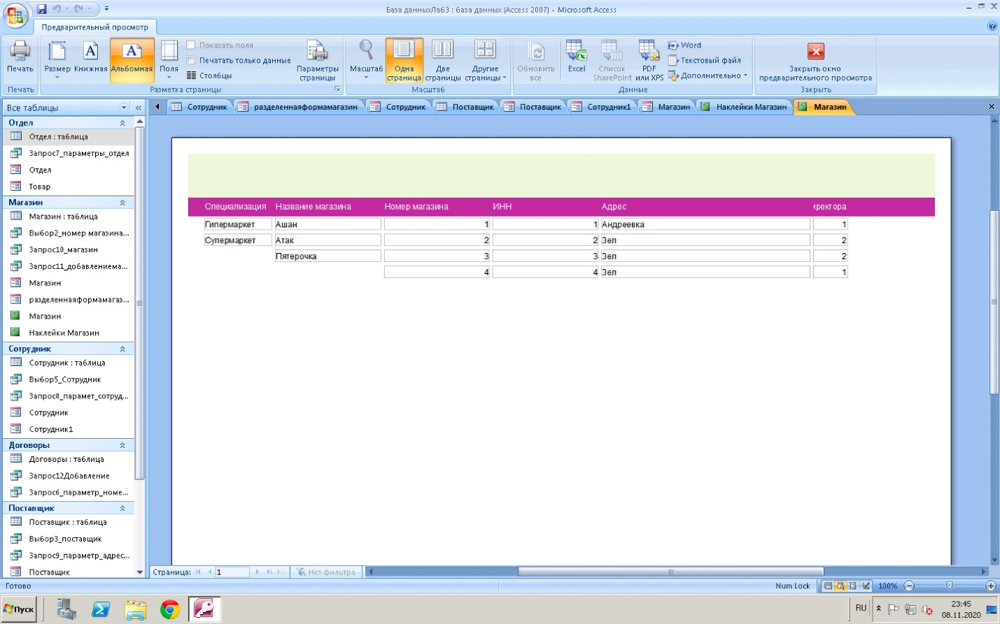 База данныхЛаб3 : база данных (Access 2007) - Microsoft Access
Предварительный просмотр
Печать
Размер
Книжная
Альбомная
Поля
Показать поля
Печатать только данные
Столбцы
Параметры страницы
Масштаб
Одна страница
Две страницы
Другие страницы
Обновить все
Excel
Список SharePoint
PDF или XPS
Word
Текстовый файл
Дополнительно
Закрыть окно предварительного просмотра
Печать
Разметка страницы
Масштаб
Данные
Закрыть
Все таблицы
Сотрудник
разделеннаяформамагазин
Сотрудник
Поставщик
Поставщик
Сотрудник1
Магазин
Наклейки Магазин
Магазин
Отдел
Отдел : таблица
Запрос7_параметры_отдел
Отдел
Товар
Магазин
Магазин : таблица
Выбор2_номер магазина...
Запрос10_магазин
Запрос11_добавлениема...
Магазин
разделеннаяформамагаз...
Магазин
Наклейки Магазин
Сотрудник
Сотрудник : таблица
Выбор5_Сотрудник
Запрос8_парамет_сотруд...
Сотрудник
Сотрудник1
Договоры
Договоры : таблица
Запрос12Добавление
Запрос6_параметр_номе...
Поставщик
Поставщик : таблица
Выбор3_поставщик
Запрос9_параметр_адрес...
Поставщик
Специализация Название магазина Номер магазина ИНН Адрес иректора
Гипермаркет Ашан 1 1 Андреевка 1
Супермаркет Атак 2 2 Зел 2
Пятерочка 3 3 Зел 2
4 4 Зел 1
Страница: 1 Нет фильтра
Готово
Num Lock
100%
Пуск
RU
23:45
08.11.2020